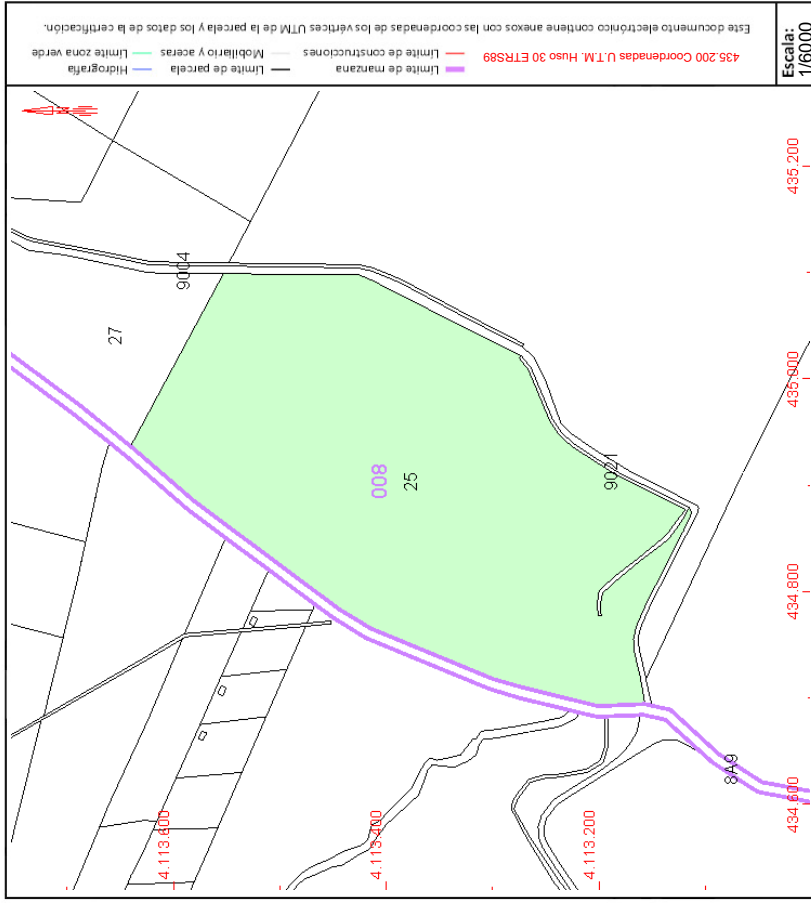 Escala:
1/6000
435.200 Coordenadas U.T.M. Huso 30 ETRS89
Límite de manzana
Límite de parcela
Hidrografía
Límite de construcciones
Mobiliario y aceras
Límite zona verde
Este documento electrónico contiene anexos con las coordenadas de los vértices UTM de la parcela y los datos de la certificación.
435.200
435.000
434.800
434.600
4.113.600
4.113.400
4.113.200
27
9004
008
25
9021
8A9